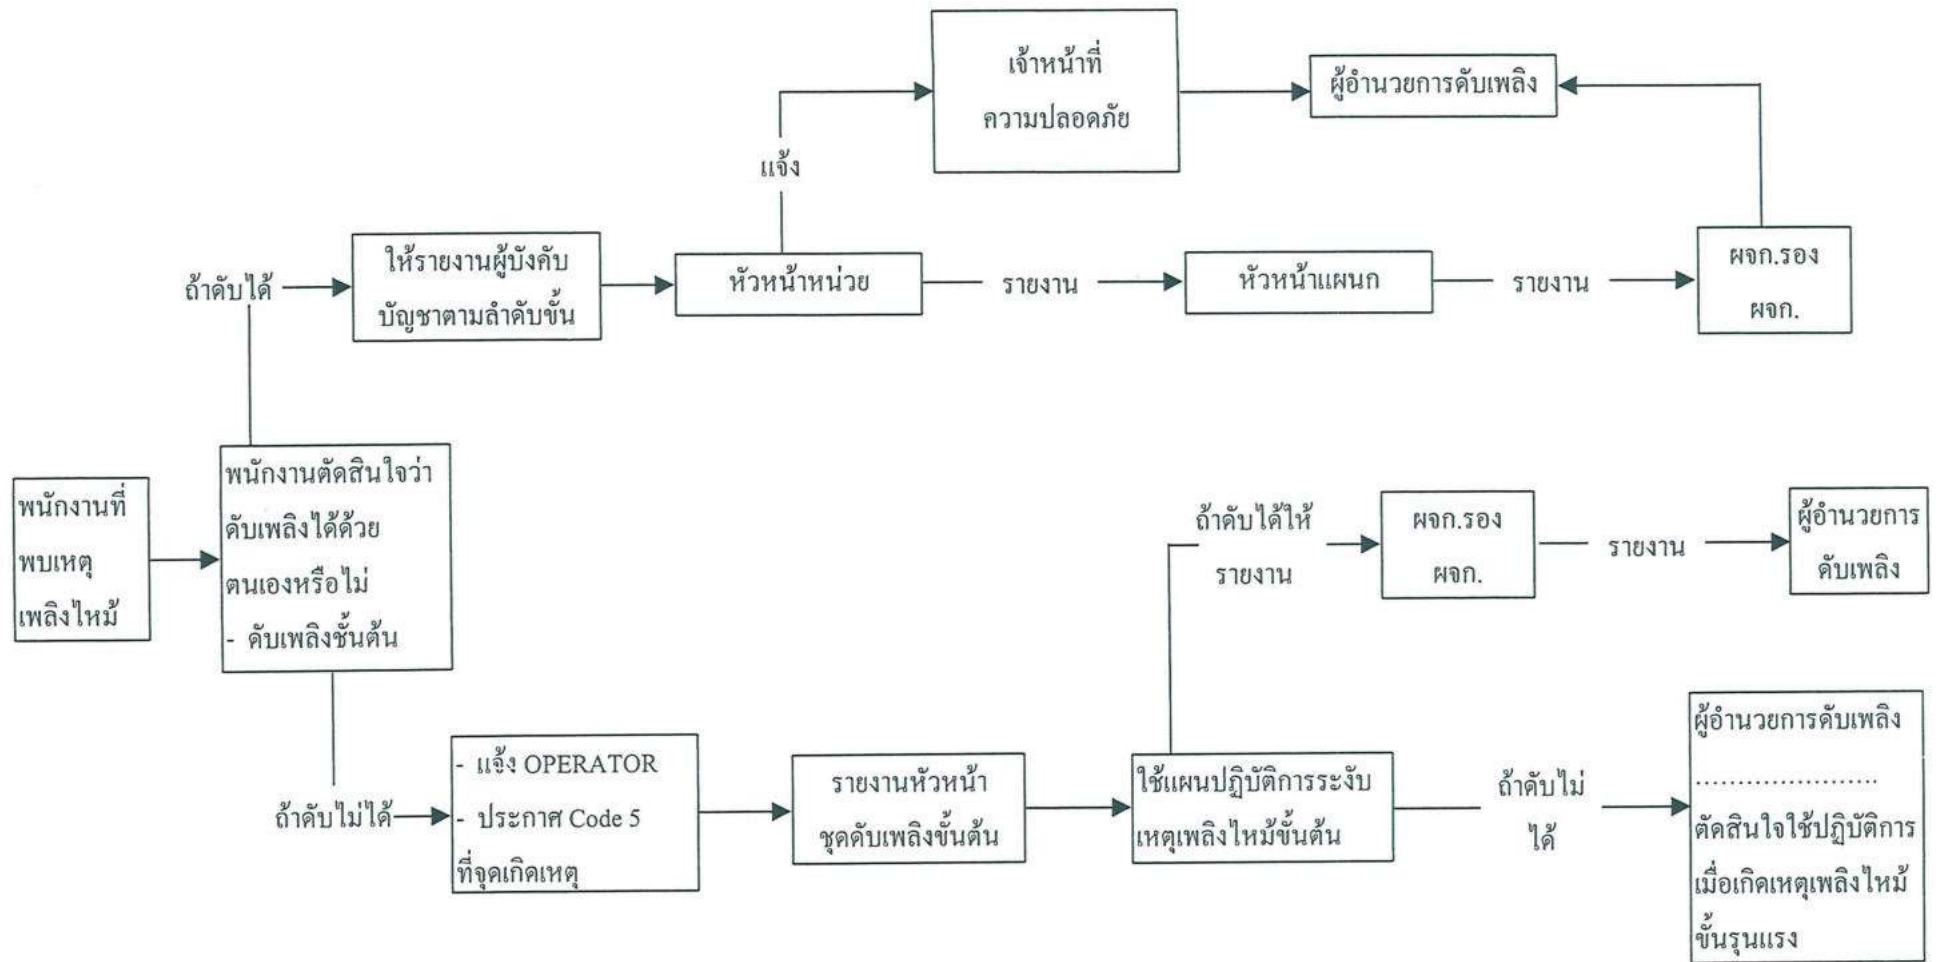 เจ้าหน้าที่
ความปลอดภัย
ผู้อำนวยการดับเพลิง
แจ้ง
ถ้าดับได้
ให้รายงานผู้บังคับ
บัญชาตามลำดับขั้น
หัวหน้าหน่วย
รายงาน
หัวหน้าแผนก
รายงาน
ผจก.รอง
ผจก.
พนักงานที่
พบเหตุ
เพลิงไหม้
พนักงานตัดสินใจว่า
ดับเพลิงได้ด้วย
ตนเองหรือไม่
- ดับเพลิงชั้นต้น
ถ้าดับได้ให้
รายงาน
ผจก.รอง
ผจก.
รายงาน
ผู้อำนวยการ
ดับเพลิง
ถ้าดับไม่ได้
- แจ้ง OPERATOR
- ประกาศ Code 5
ที่จุดเกิดเหตุ
รายงานหัวหน้า
ชุดดับเพลิงขั้นต้น
ใช้แผนปฏิบัติการระงับ
เหตุเพลิงไหม้ขั้นต้น
ถ้าดับไม่
ได้
ผู้อำนวยการดับเพลิง
.....................
ตัดสินใจใช้ปฏิบัติการ
เมื่อเกิดเหตุเพลิงไหม้
ขั้นรุนแรง